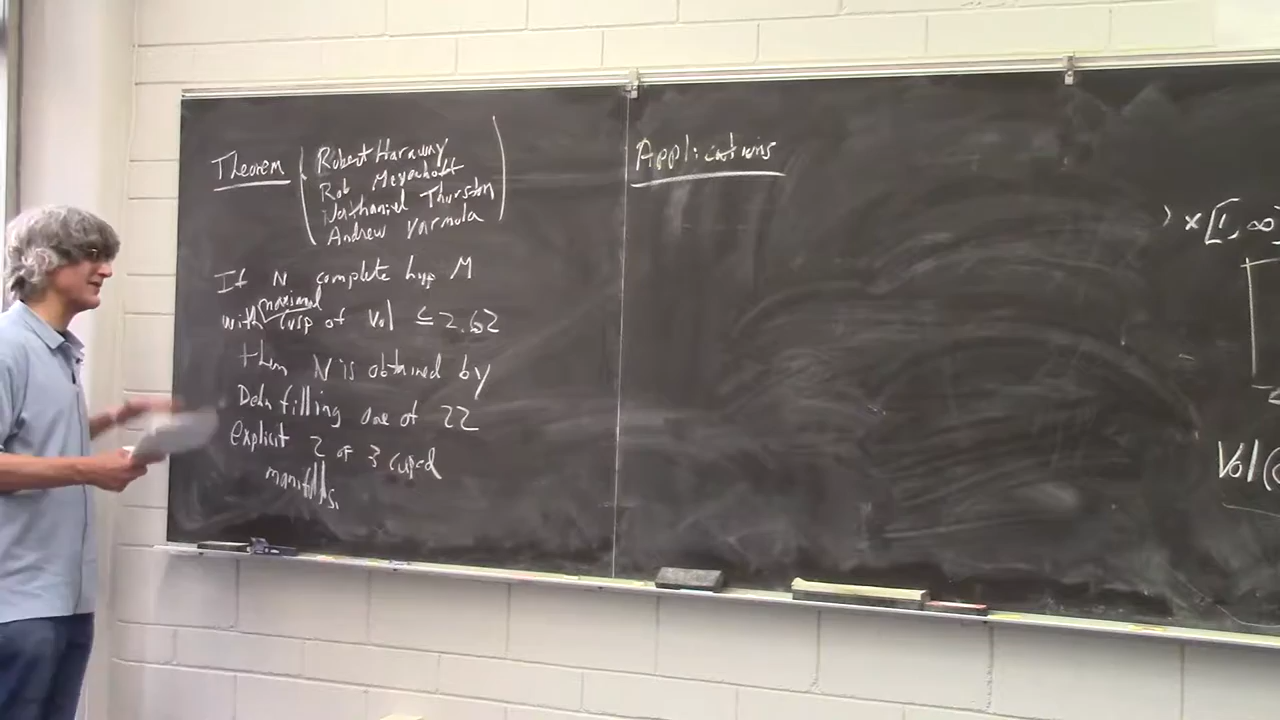 Theorem
Robert Haraway
Rob Meyerhoff
Nathaniel Thurston
Andrew Yarmola
If N complete hyp M
maximal
with cusp of Vol ≤ 2.62
then N is obtained by
Dehn filling one of 22
explicit 2 or 3 cusped
manifolds.
Applications
) × [1, ∞
Vol(